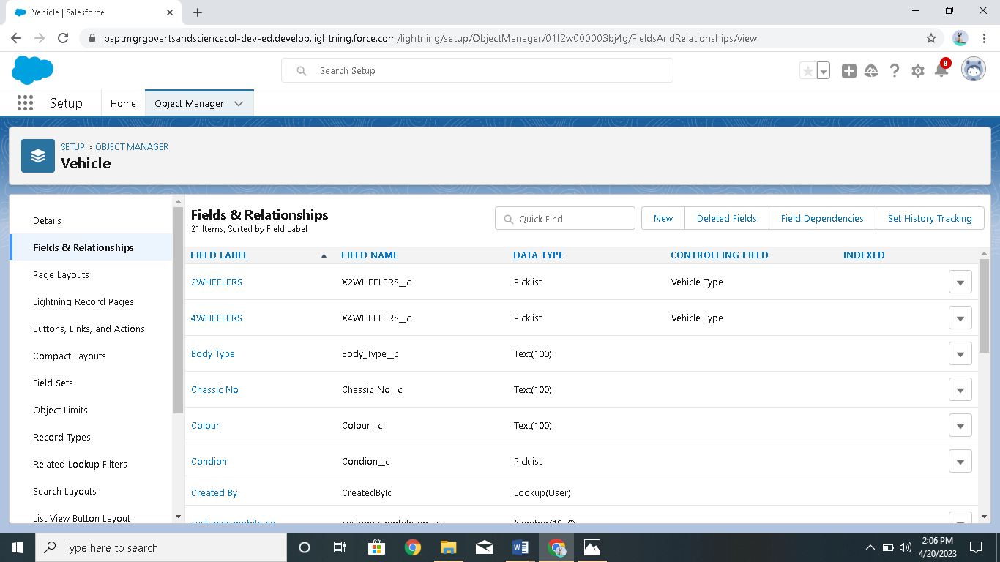 Vehicle | Salesforce
psptmgrgovartsandsciencecol-dev-ed.develop.lightning.force.com/lightning/setup/ObjectManager/01I2w000003bj4g/FieldsAndRelationships/view
Search Setup
8
Setup
Home
Object Manager
SETUP > OBJECT MANAGER
Vehicle
Details
Fields & Relationships
Page Layouts
Lightning Record Pages
Buttons, Links, and Actions
Compact Layouts
Field Sets
Object Limits
Record Types
Related Lookup Filters
Search Layouts
List View Button Layout
Fields & Relationships
21 Items, Sorted by Field Label
Quick Find
New
Deleted Fields
Field Dependencies
Set History Tracking
FIELD LABEL FIELD NAME DATA TYPE CONTROLLING FIELD INDEXED
2WHEELERS X2WHEELERS__c Picklist Vehicle Type
4WHEELERS X4WHEELERS__c Picklist Vehicle Type
Body Type Body_Type__c Text(100)
Chassic No Chassic_No__c Text(100)
Colour Colour__c Text(100)
Condion Condion__c Picklist
Created By CreatedById Lookup(User)
custumer mobile no custumer_mobile_no__c Number(18, 0)
Type here to search
2:06 PM
4/20/2023